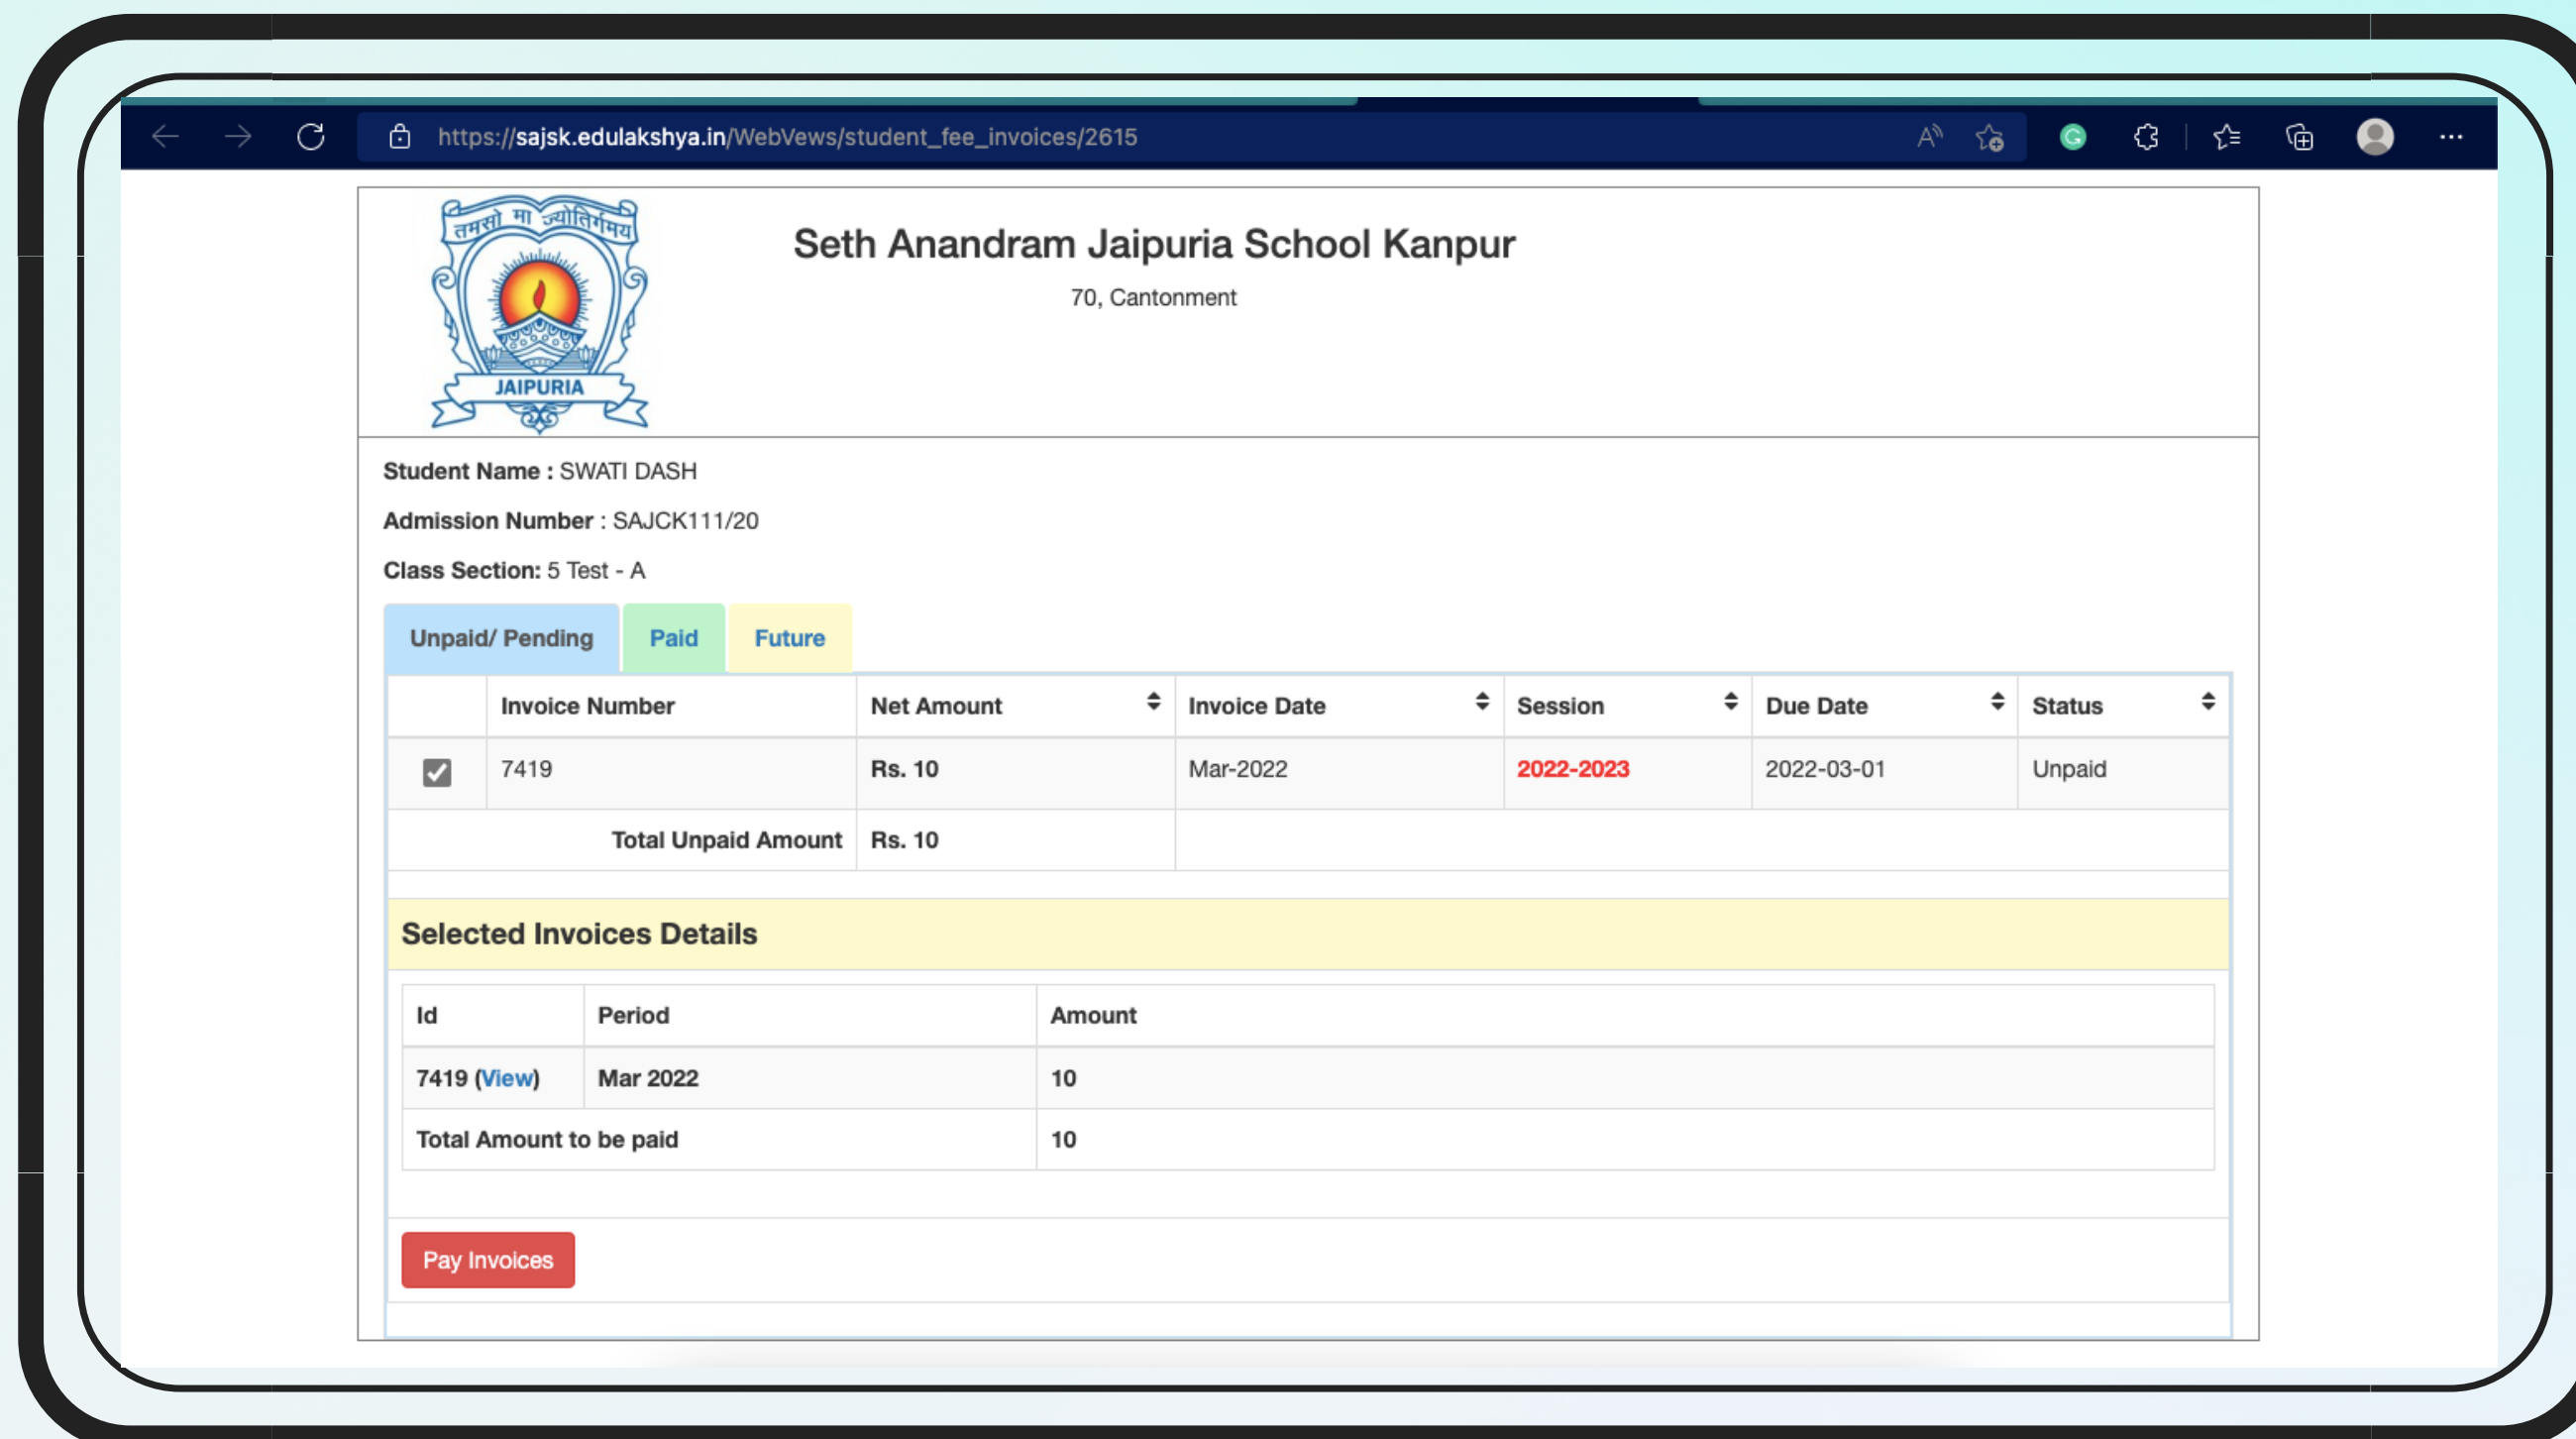 https://sajsk.edulakshya.in/WebVews/student_fee_invoices/2615
तमसो मा ज्योतिर्गमय
JAIPURIA
Seth Anandram Jaipuria School Kanpur
70, Cantonment
Student Name : SWATI DASH
Admission Number : SAJCK111/20
Class Section: 5 Test - A
Unpaid/ Pending Paid Future
Invoice Number Net Amount Invoice Date Session Due Date Status
7419 Rs. 10 Mar-2022 2022-2023 2022-03-01 Unpaid
Total Unpaid Amount Rs. 10
Selected Invoices Details
Id Period Amount
7419 (View) Mar 2022 10
Total Amount to be paid 10
Pay Invoices